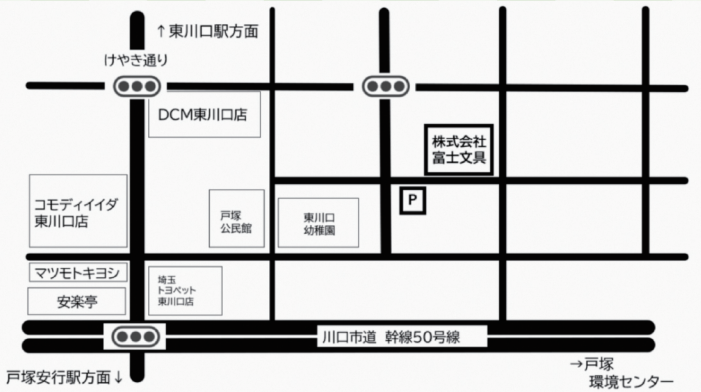 ↑東川口駅方面
けやき通り
DCM東川口店
株式会社
富士文具
コモディイイダ
東川口店
戸塚
公民館
東川口
幼稚園
P
マツモトキヨシ
安楽亭
埼玉
トヨペット
東川口店
川口市道 幹線50号線
戸塚安行駅方面↓
→戸塚
環境センター